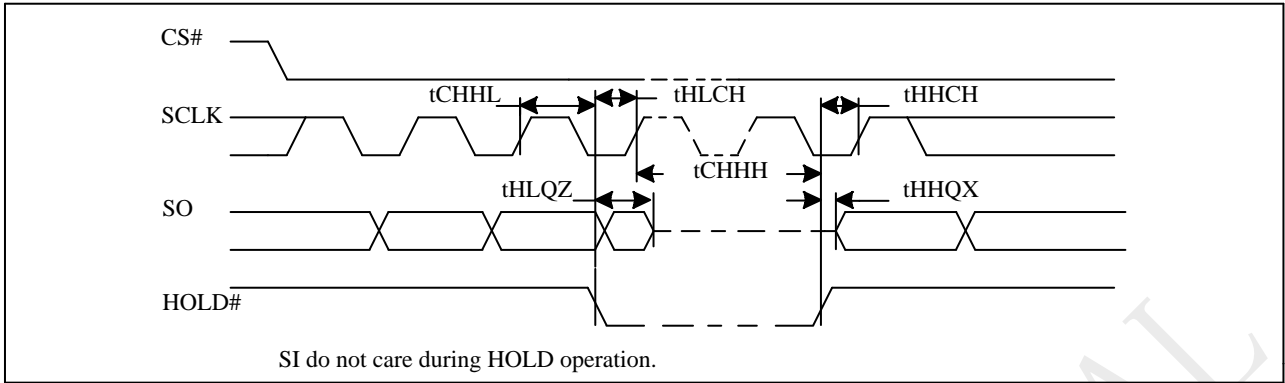 CS#
tCHHL
tHLCH
tHHCH
SCLK
tCHHH
tHLQZ
tHHQX
SO
HOLD#
SI do not care during HOLD operation.